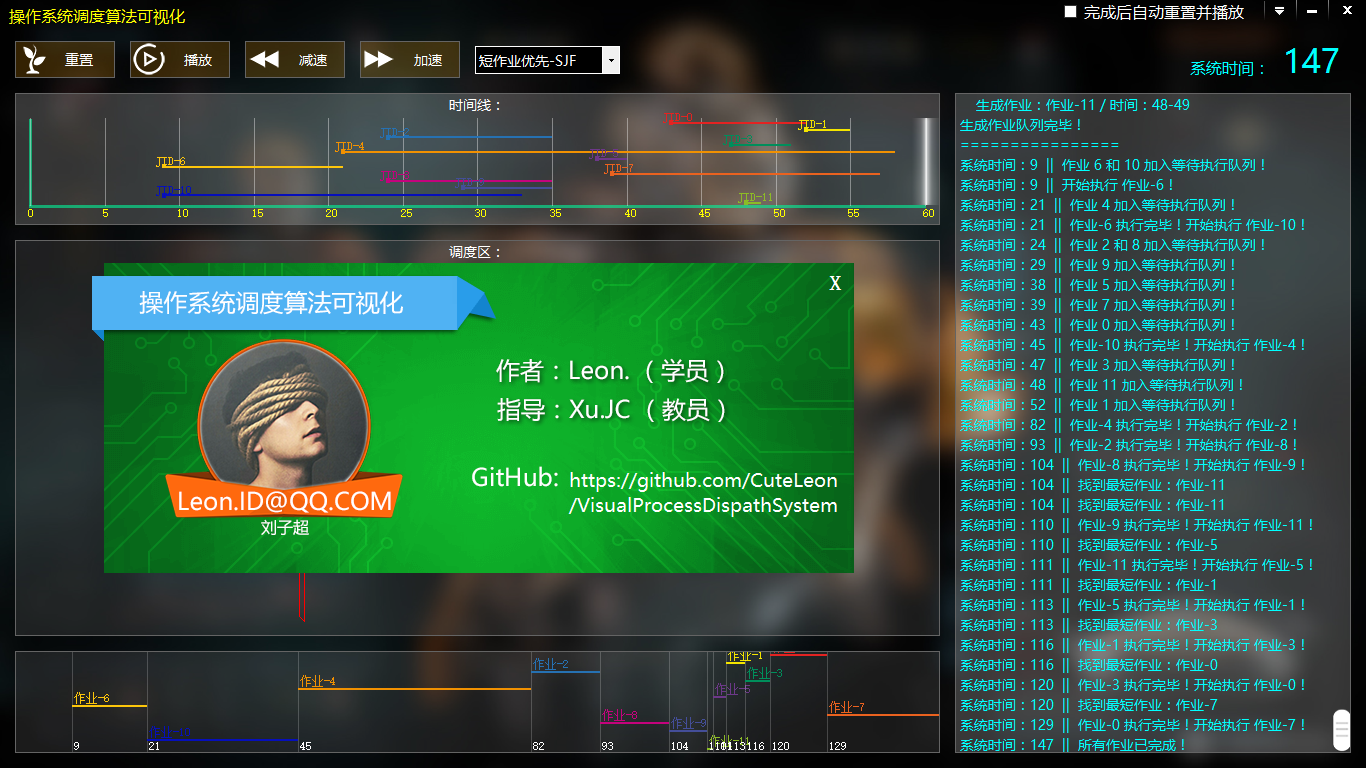 操作系统调度算法可视化
完成后自动重置并播放
重置
播放
减速
加速
短作业优先-SJF
系统时间： 147
时间线：
JID-0
JID-1
JID-2
JID-4
JID-6
JID-7
JID-10
JID-11
0 5 10 15 20 25 30 35 40 45 50 55 60
调度区：
操作系统调度算法可视化
X
作者：Leon.（学员）
指导：Xu.JC （教员）
GitHub: https://github.com/CuteLeon
/VisualProcessDispathSystem
Leon.ID@QQ.COM
刘子超
作业-1
作业-2
作业-3
作业-4
作业-5
作业-6
作业-7
作业-8
作业-9
作业-11
9 21 45 82 93 104 110 111 113 116 120 129
生成作业：作业-11 / 时间：48-49
生成作业队列完毕！
================
系统时间：9 || 作业 6 和 10 加入等待执行队列！
系统时间：9 || 开始执行 作业-6！
系统时间：21 || 作业 4 加入等待执行队列！
系统时间：21 || 作业-6 执行完毕！开始执行 作业-10！
系统时间：24 || 作业 2 和 8 加入等待执行队列！
系统时间：29 || 作业 9 加入等待执行队列！
系统时间：38 || 作业 5 加入等待执行队列！
系统时间：39 || 作业 7 加入等待执行队列！
系统时间：43 || 作业 0 加入等待执行队列！
系统时间：45 || 作业-10 执行完毕！开始执行 作业-4！
系统时间：47 || 作业 3 加入等待执行队列！
系统时间：48 || 作业 11 加入等待执行队列！
系统时间：52 || 作业 1 加入等待执行队列！
系统时间：82 || 作业-4 执行完毕！开始执行 作业-2！
系统时间：93 || 作业-2 执行完毕！开始执行 作业-8！
系统时间：104 || 作业-8 执行完毕！开始执行 作业-9！
系统时间：104 || 找到最短作业：作业-11
系统时间：104 || 找到最短作业：作业-11
系统时间：110 || 作业-9 执行完毕！开始执行 作业-11！
系统时间：110 || 找到最短作业：作业-5
系统时间：111 || 作业-11 执行完毕！开始执行 作业-5！
系统时间：111 || 找到最短作业：作业-1
系统时间：113 || 作业-5 执行完毕！开始执行 作业-1！
系统时间：113 || 找到最短作业：作业-3
系统时间：116 || 作业-1 执行完毕！开始执行 作业-3！
系统时间：116 || 找到最短作业：作业-0
系统时间：120 || 作业-3 执行完毕！开始执行 作业-0！
系统时间：120 || 找到最短作业：作业-7
系统时间：129 || 作业-0 执行完毕！开始执行 作业-7！
系统时间：147 || 所有作业已完成！